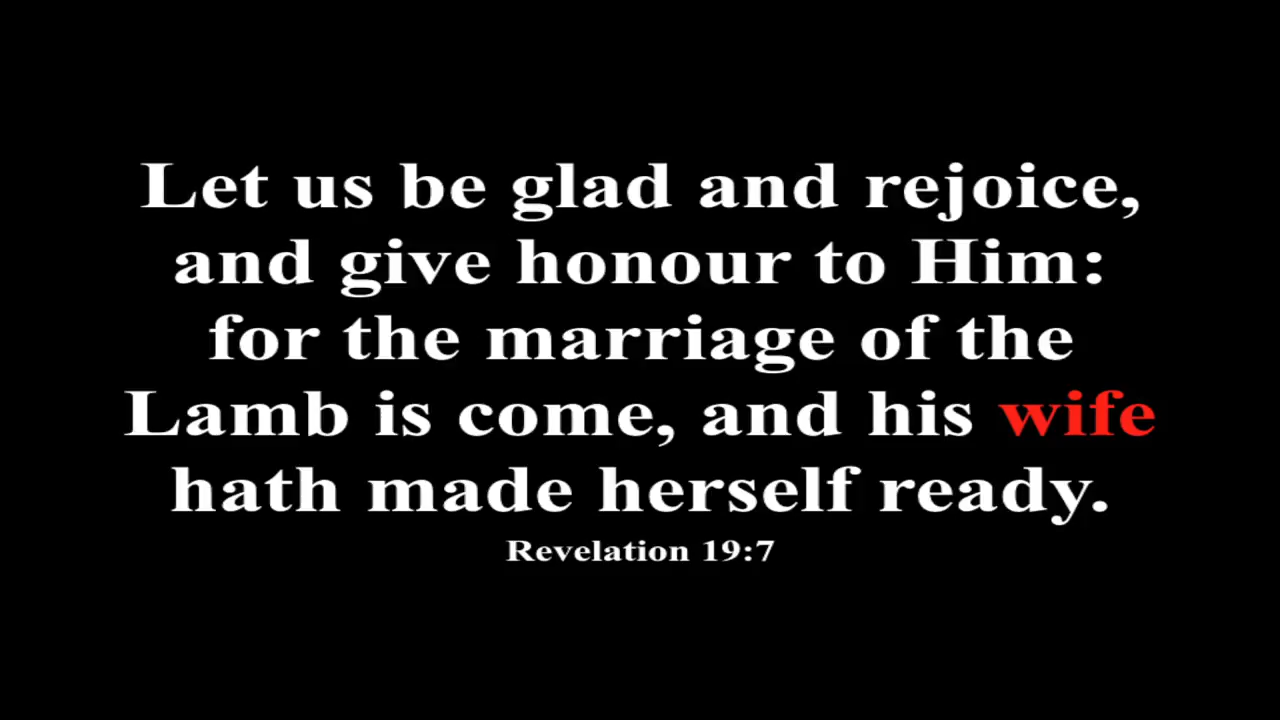 Let us be glad and rejoice,
and give honour to Him:
for the marriage of the
Lamb is come, and his wife
hath made herself ready.
Revelation 19:7